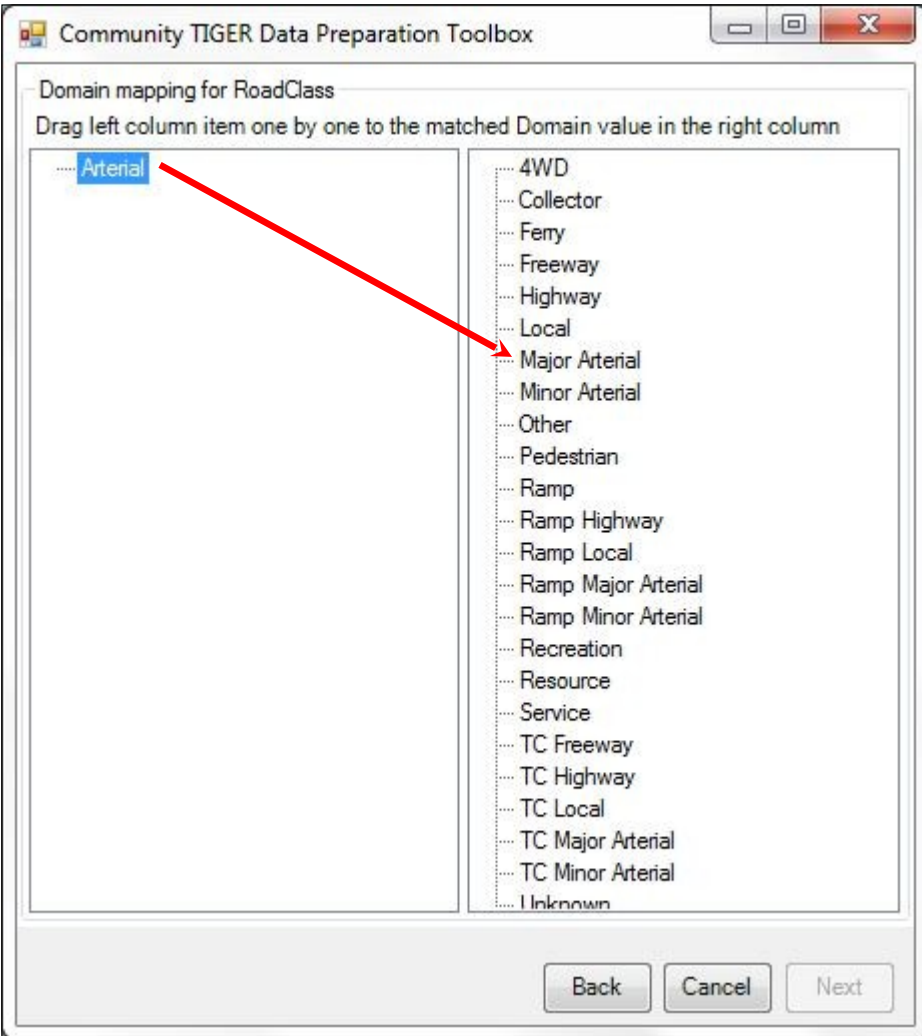 Community TIGER Data Preparation Toolbox
Domain mapping for RoadClass
Drag left column item one by one to the matched Domain value in the right column
Arterial
4WD
Collector
Ferry
Freeway
Highway
Local
Major Arterial
Minor Arterial
Other
Pedestrian
Ramp
Ramp Highway
Ramp Local
Ramp Major Arterial
Ramp Minor Arterial
Recreation
Resource
Service
TC Freeway
TC Highway
TC Local
TC Major Arterial
TC Minor Arterial
Unknown
Back Cancel Next